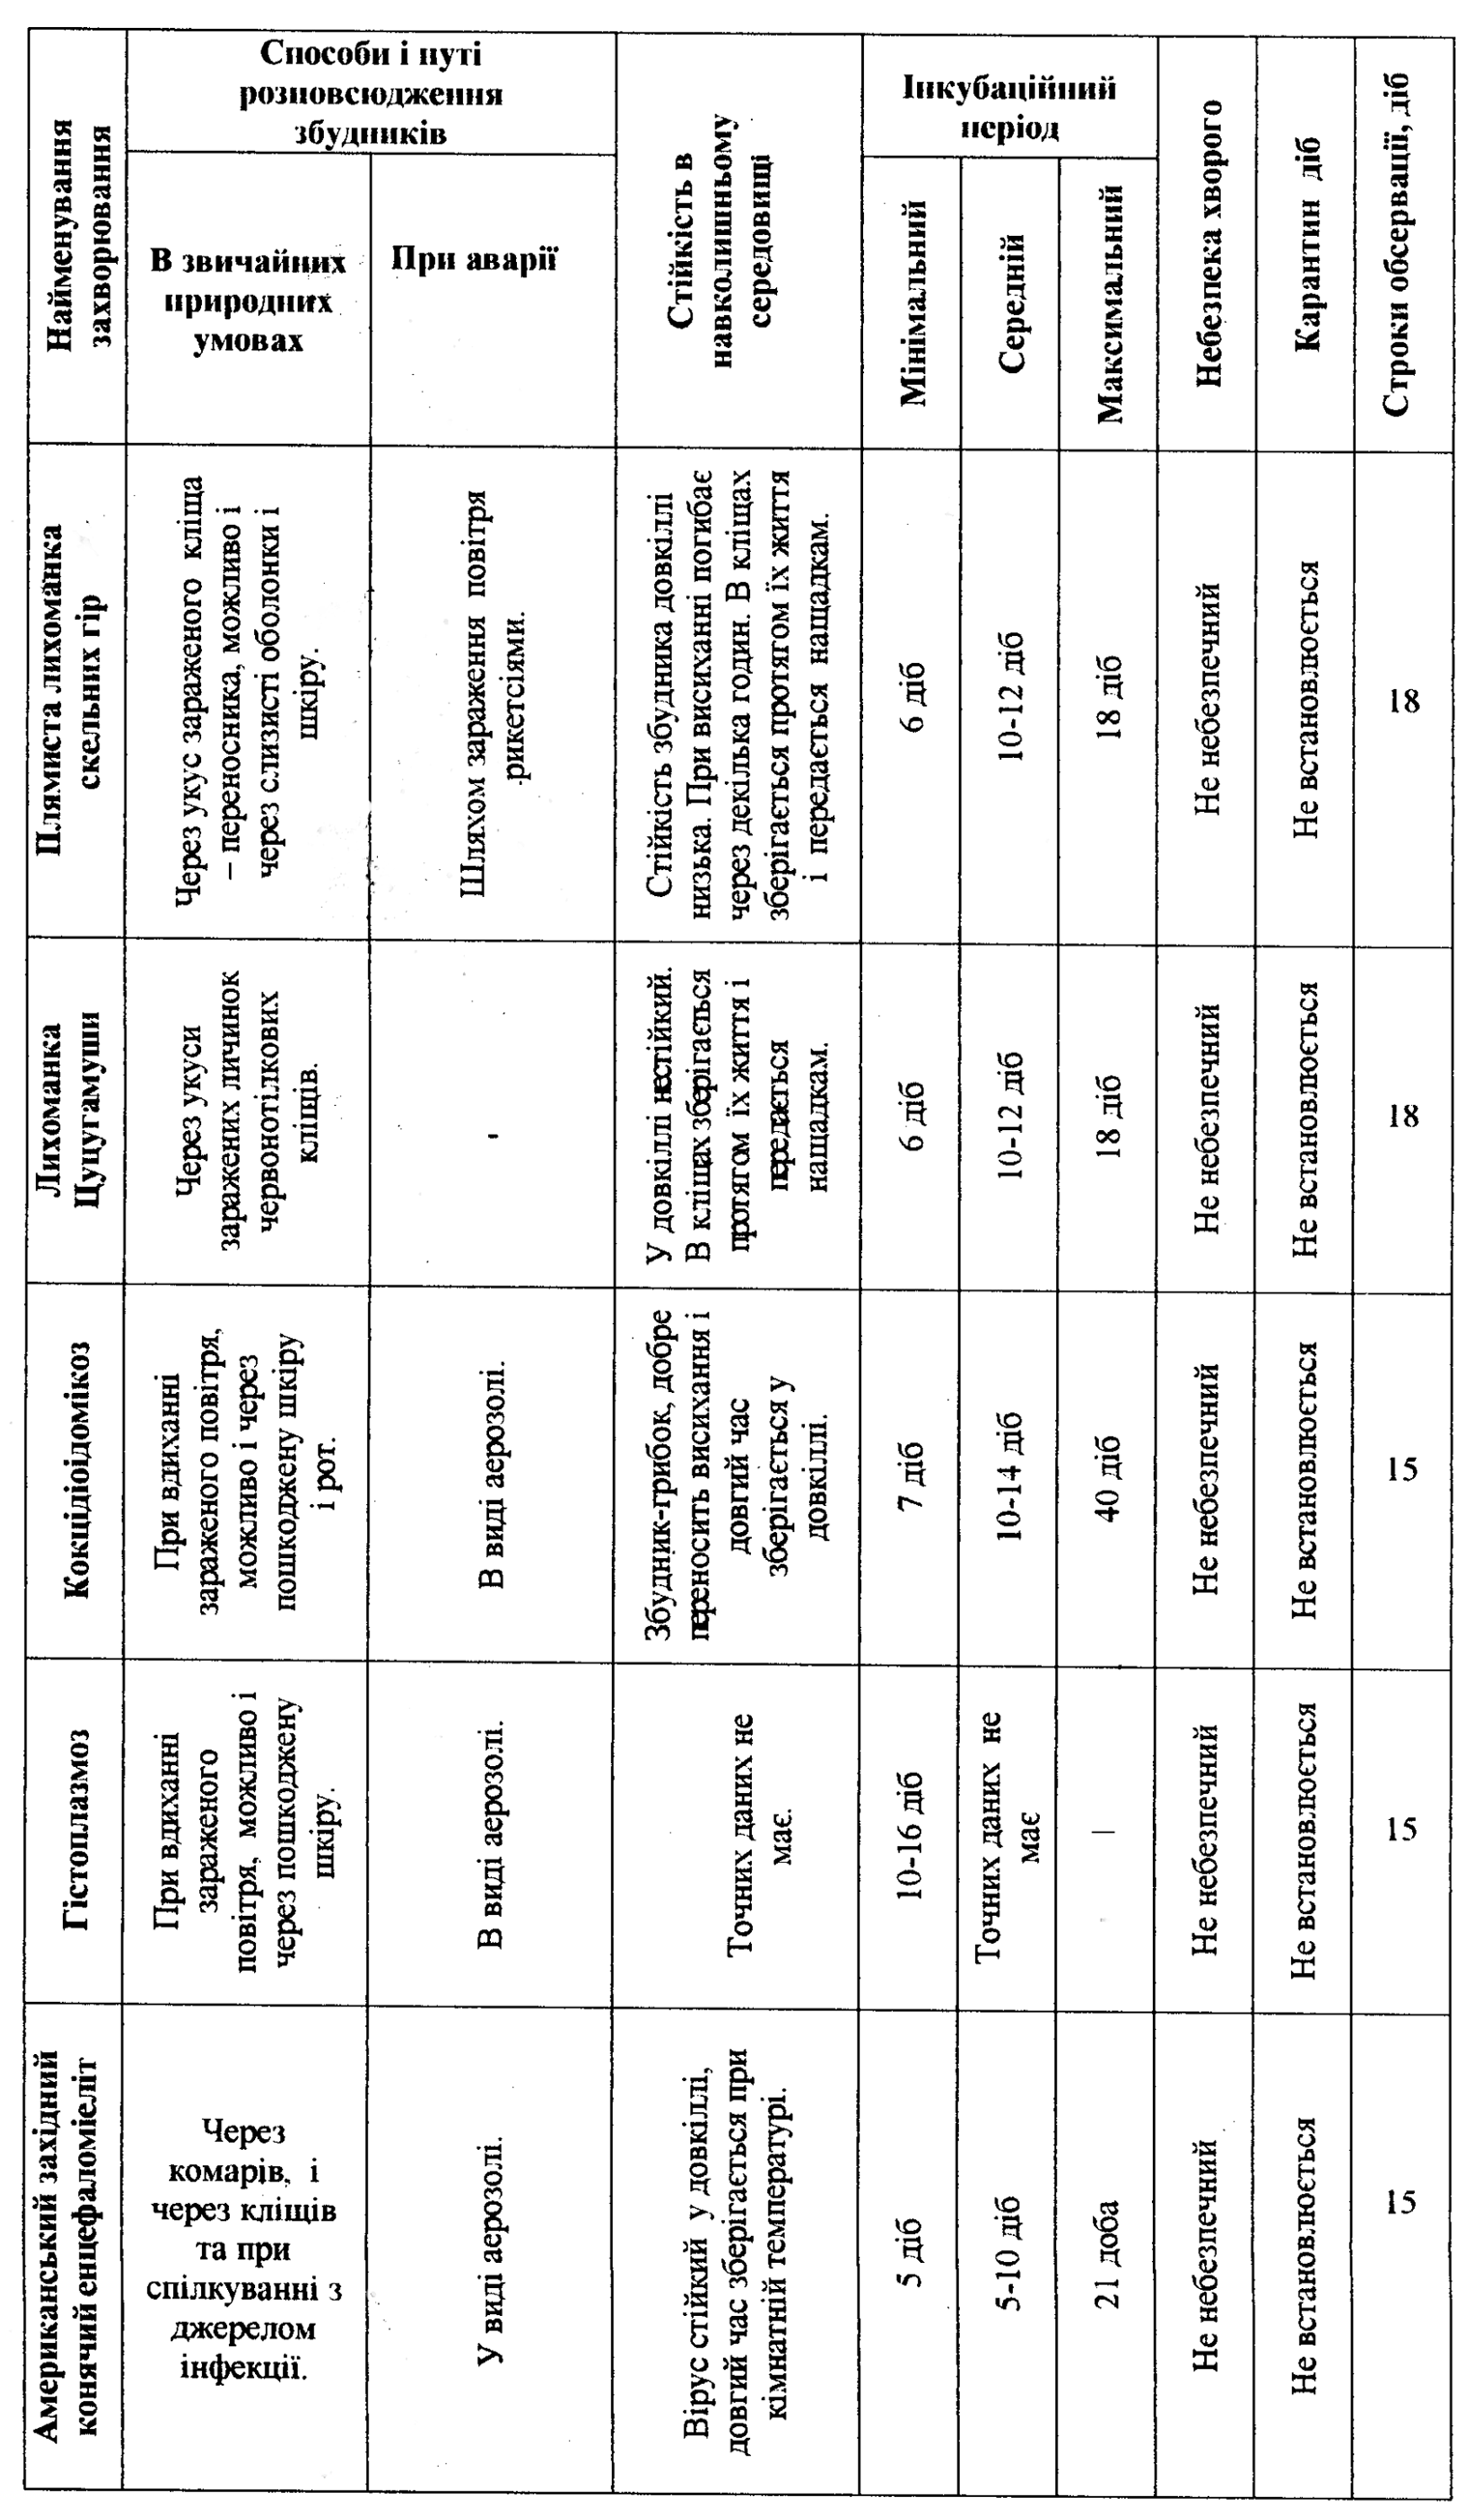 Найменування
захворювання
Способи і путі
розповсюдження
збудників
В звичайних
природних
умовах
При аварії
Стійкість в
навколишньому
середовищі
Інкубаційний
період
Мінімальний
Середній
Максимальний
Небезпека хворого
Карантин діб
Строки обсервації, діб
Плямиста лихоманка
скельних гір
Через укус зараженого кліща
– переносника, можливо і
через слизисті оболонки і
шкіру.
Шляхом зараження повітря
рикетсіями.
Стійкість збудника довкіллі
низька. При висиханні погибає
через декілька годин. В кліщах
зберігається протягом їх життя
і передається нащадкам.
6 діб
10-12 діб
18 діб
Не небезпечний
Не встановлюється
18
Лихоманка
Цуцугамуши
Через укуси
заражених личинок
червонотілкових
кліщів.
-
У довкіллі нестійкий.
В кліщах зберігається
протягом їх життя і
передається
нащадкам.
6 діб
10-12 діб
18 діб
Не небезпечний
Не встановлюється
18
Кокцідіоідомікоз
При вдиханні
зараженого повітря,
можливо і через
пошкоджену шкіру
і рот.
В виді аерозолі.
Збудник-грибок, добре
переносить висихання і
довгий час
зберігається у
довкіллі.
7 діб
10-14 діб
40 діб
Не небезпечний
Не встановлюється
15
Гістоплазмоз
При вдиханні
зараженого
повітря, можливо і
через пошкоджену
шкіру.
В виді аерозолі.
Точних даних не
має.
10-16 діб
Точних даних не
має
–
Не небезпечний
Не встановлюється
15
Американський західний
конячий енцефаломієліт
Через
комарів, і
через кліщів
та при
спілкуванні з
джерелом
інфекції.
У виді аерозолі.
Вірус стійкий у довкіллі,
довгий час зберігається при
кімнатній температурі.
5 діб
5-10 діб
21 доба
Не небезпечний
Не встановлюється
15